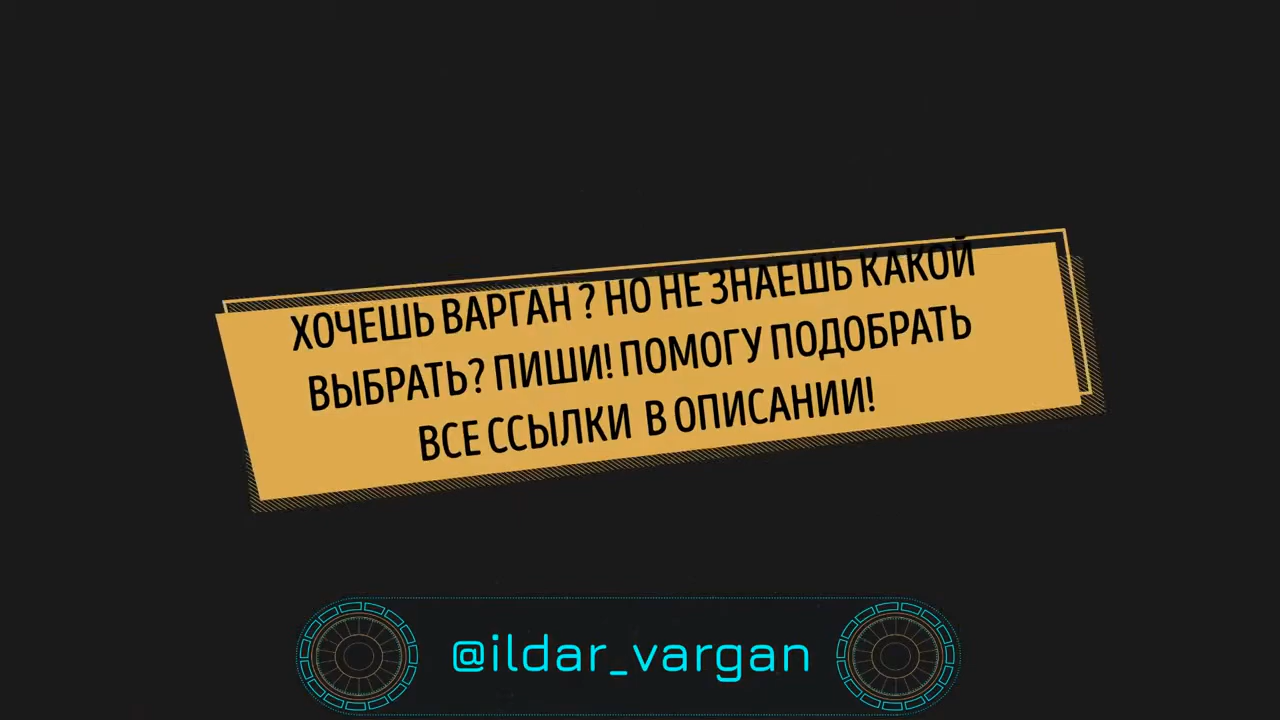 ХОЧЕШЬ ВАРГАН ? НО НЕ ЗНАЕШЬ КАКОЙ
ВЫБРАТЬ? ПИШИ! ПОМОГУ ПОДОБРАТЬ
ВСЕ ССЫЛКИ В ОПИСАНИИ!
@ildar_vargan